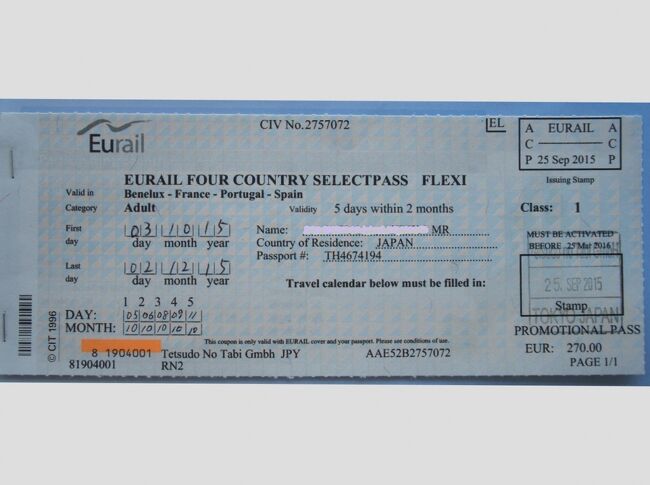 Eurail
CIV No.2757072
EL
A EURAIL A
C C
P 25 Sep 2015 P
Issuing Stamp
EURAIL FOUR COUNTRY SELECTPASS FLEXI
Valid in Benelux - France - Portugal - Spain
Category Adult Validity 5 days within 2 months
Class: 1
First day 03 10 15
day month year
Name: MR
Country of Residence: JAPAN
Passport #: TH4674194
MUST BE ACTIVATED
BEFORE 25 Mar 2016
Last day 02 12 15
day month year
Travel calendar below must be filled in:
25. SEP 2015
Stamp
TOKYO JAPAN
1 2 3 4 5
DAY: 05 06 08 09 11
MONTH: 10 10 10 10 10
PROMOTIONAL PASS
This coupon is only valid with EURAIL cover and your passport. Please see conditions of use.
EUR: 270.00
8 1904001 Tetsudo No Tabi Gmbh JPY AAE52B2757072
PAGE 1/1
81904001 RN2
© CIT 1996